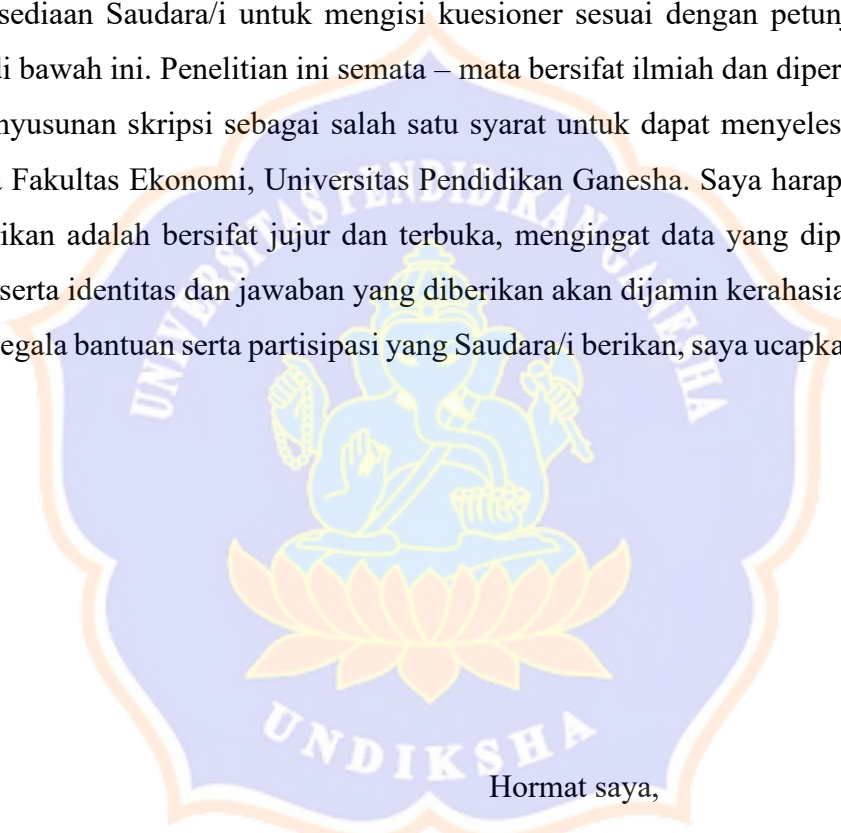 sediaan Saudara/i untuk mengisi kuesioner sesuai dengan petunj
di bawah ini. Penelitian ini semata – mata bersifat ilmiah dan diper
nyusunan skripsi sebagai salah satu syarat untuk dapat menyeles
a Fakultas Ekonomi, Universitas Pendidikan Ganesha. Saya harap
rikan adalah bersifat jujur dan terbuka, mengingat data yang dip
serta identitas dan jawaban yang diberikan akan dijamin kerahasia
egala bantuan serta partisipasi yang Saudara/i berikan, saya ucapka
UNIVERSITAS PENDIDIKAN GANESHA
UNDIKSHA
Hormat saya,